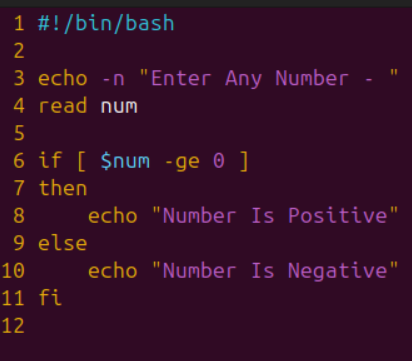 1 #!/bin/bash
2
3 echo -n "Enter Any Number - "
4 read num
5
6 if [ $num -ge 0 ]
7 then
8     echo "Number Is Positive"
9 else
10     echo "Number Is Negative"
11 fi
12